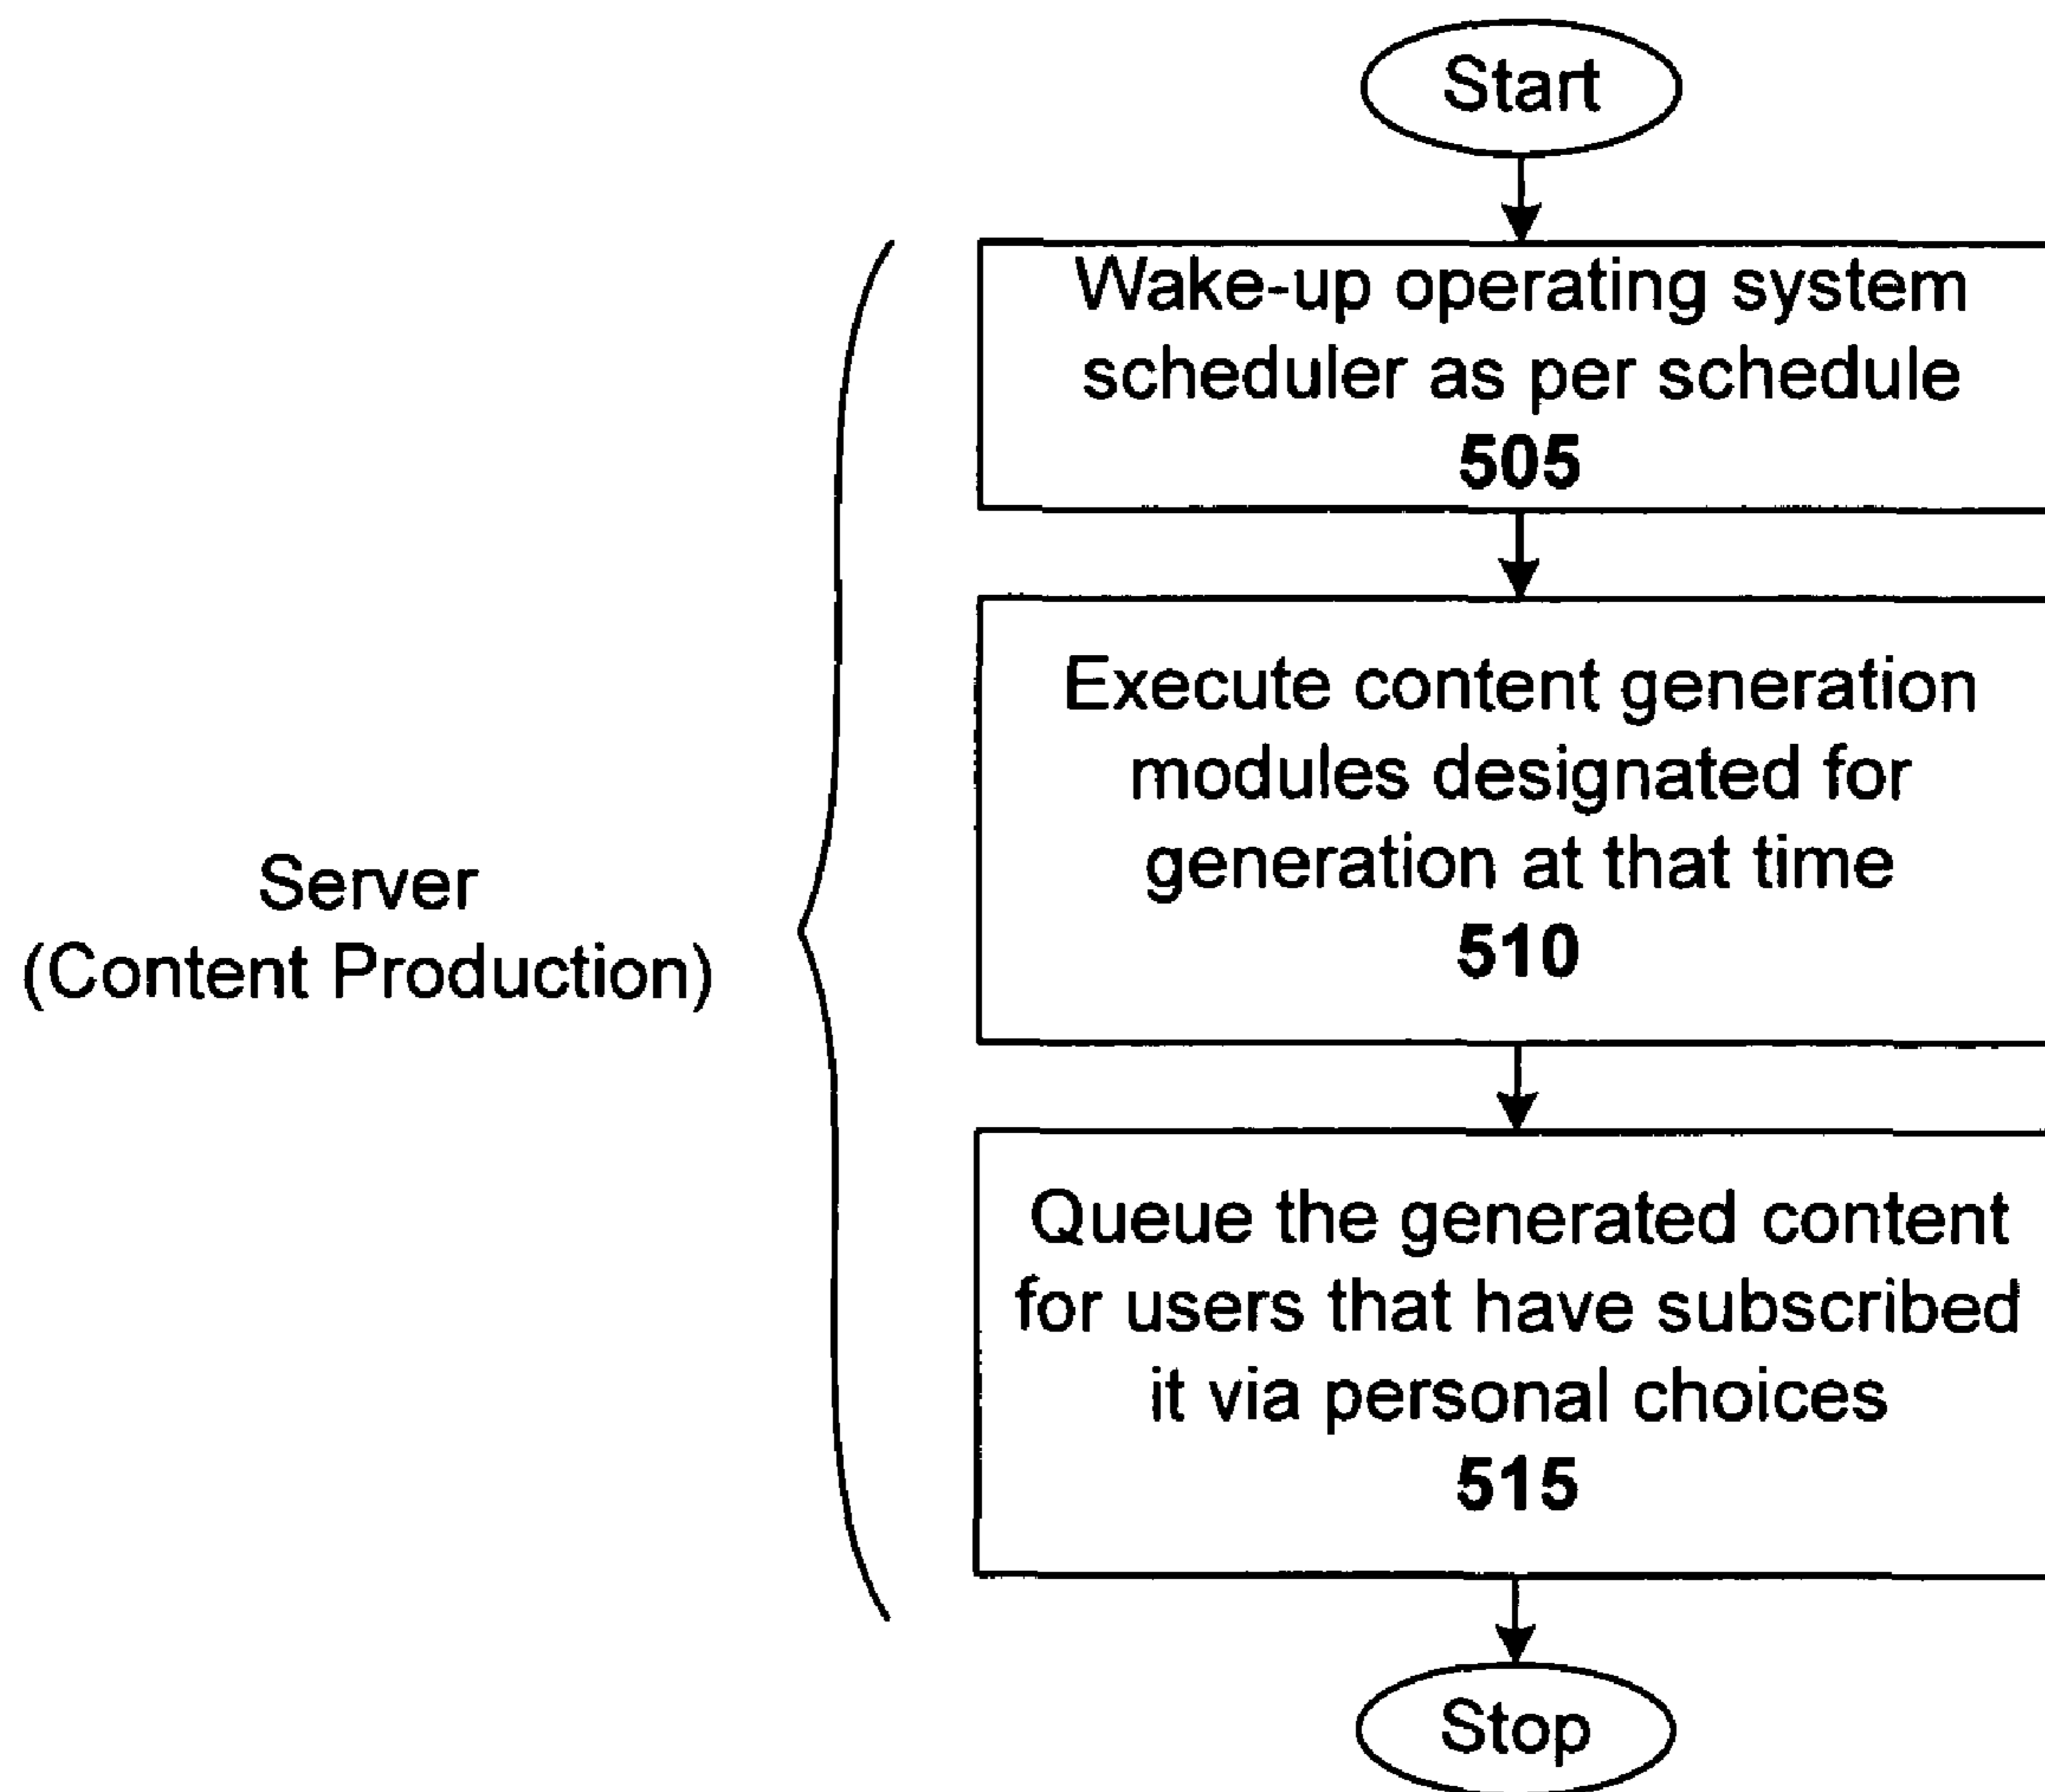 Start
Wake-up operating system
scheduler as per schedule
505
Execute content generation
modules designated for
generation at that time
510
Server
(Content Production)
Queue the generated content
for users that have subscribed
it via personal choices
515
Stop